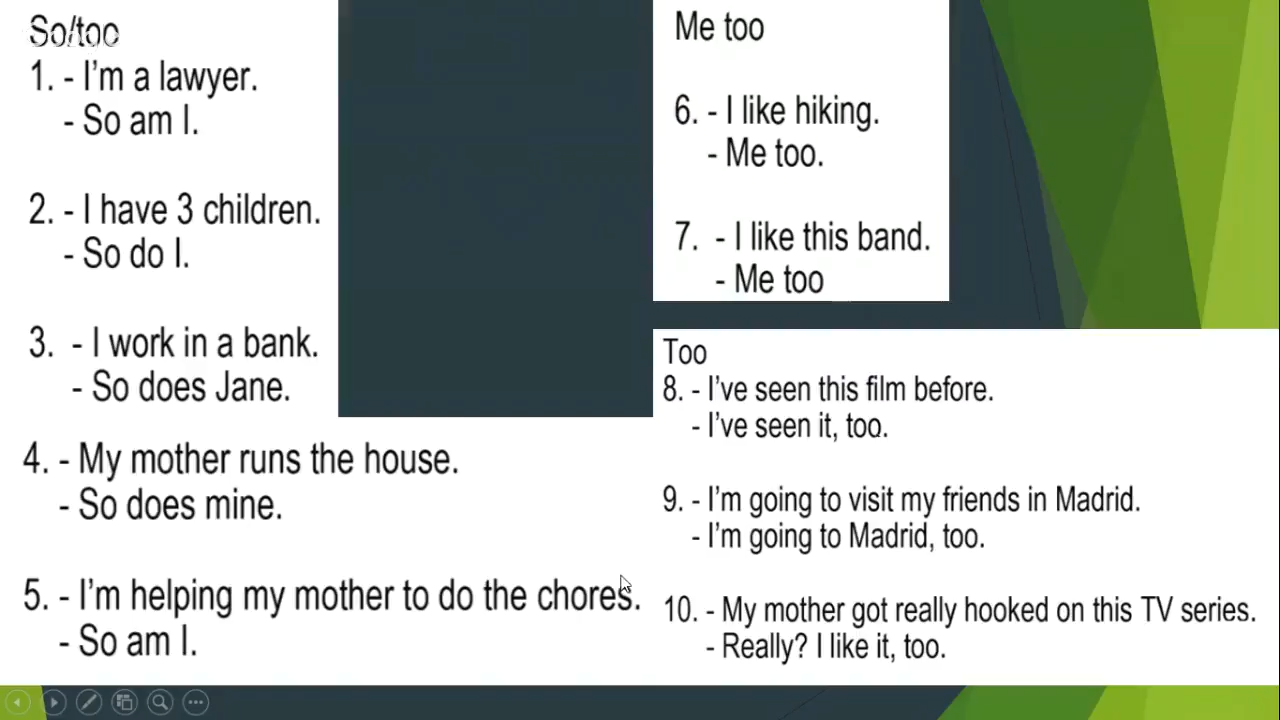 So/too
1. - I'm a lawyer.
- So am I.
2. - I have 3 children.
- So do I.
3. - I work in a bank.
- So does Jane.
4. - My mother runs the house.
- So does mine.
5. - I'm helping my mother to do the chores.
- So am I.
Me too
6. - I like hiking.
- Me too.
7. - I like this band.
- Me too
Too
8. - I've seen this film before.
- I've seen it, too.
9. - I'm going to visit my friends in Madrid.
- I'm going to Madrid, too.
10. - My mother got really hooked on this TV series.
- Really? I like it, too.